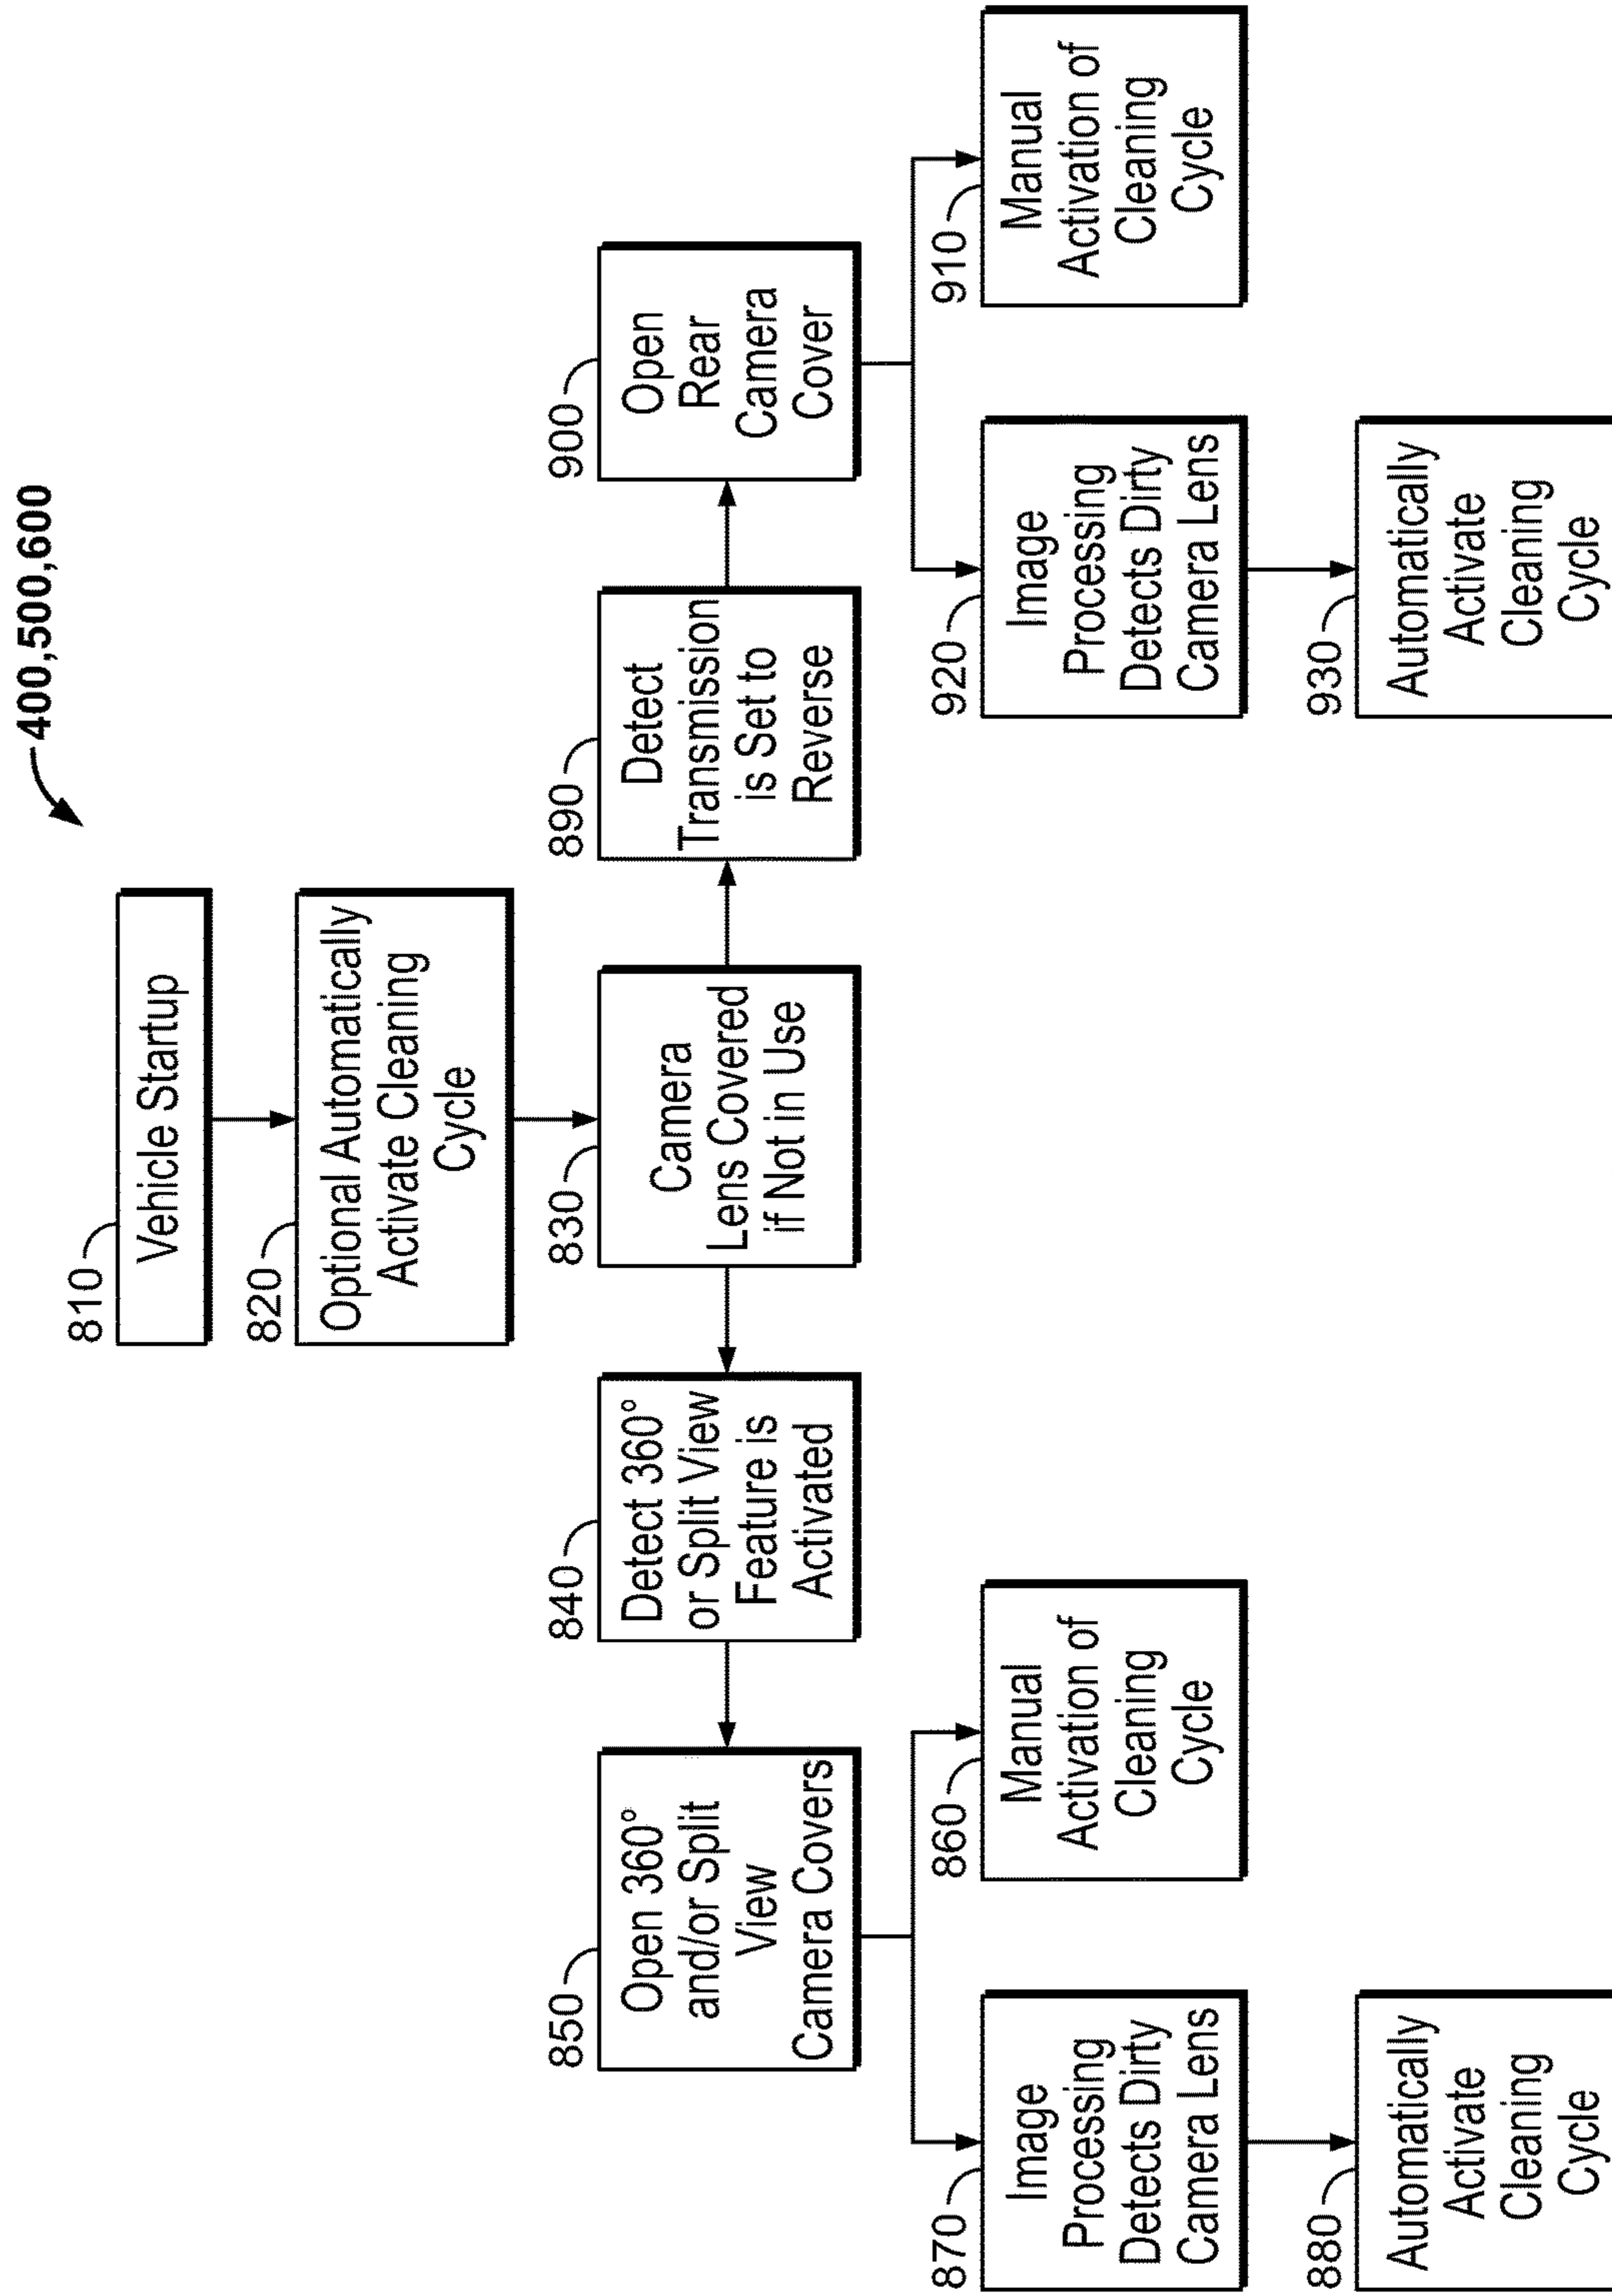 400,500,600
810
Vehicle Startup
820
Optional Automatically
Activate Cleaning
Cycle
850
Open 360°
and/or Split
View
Camera Covers
840
Detect 360°
or Split View
Feature is
Activated
830
Camera
Lens Covered
if Not in Use
890
Detect
Transmission
is Set to
Reverse
900
Open
Rear
Camera
Cover
870
Image
Processing
Detects Dirty
Camera Lens
860
Manual
Activation of
Cleaning
Cycle
920
Image
Processing
Detects Dirty
Camera Lens
910
Manual
Activation of
Cleaning
Cycle
880
Automatically
Activate
Cleaning
Cycle
930
Automatically
Activate
Cleaning
Cycle